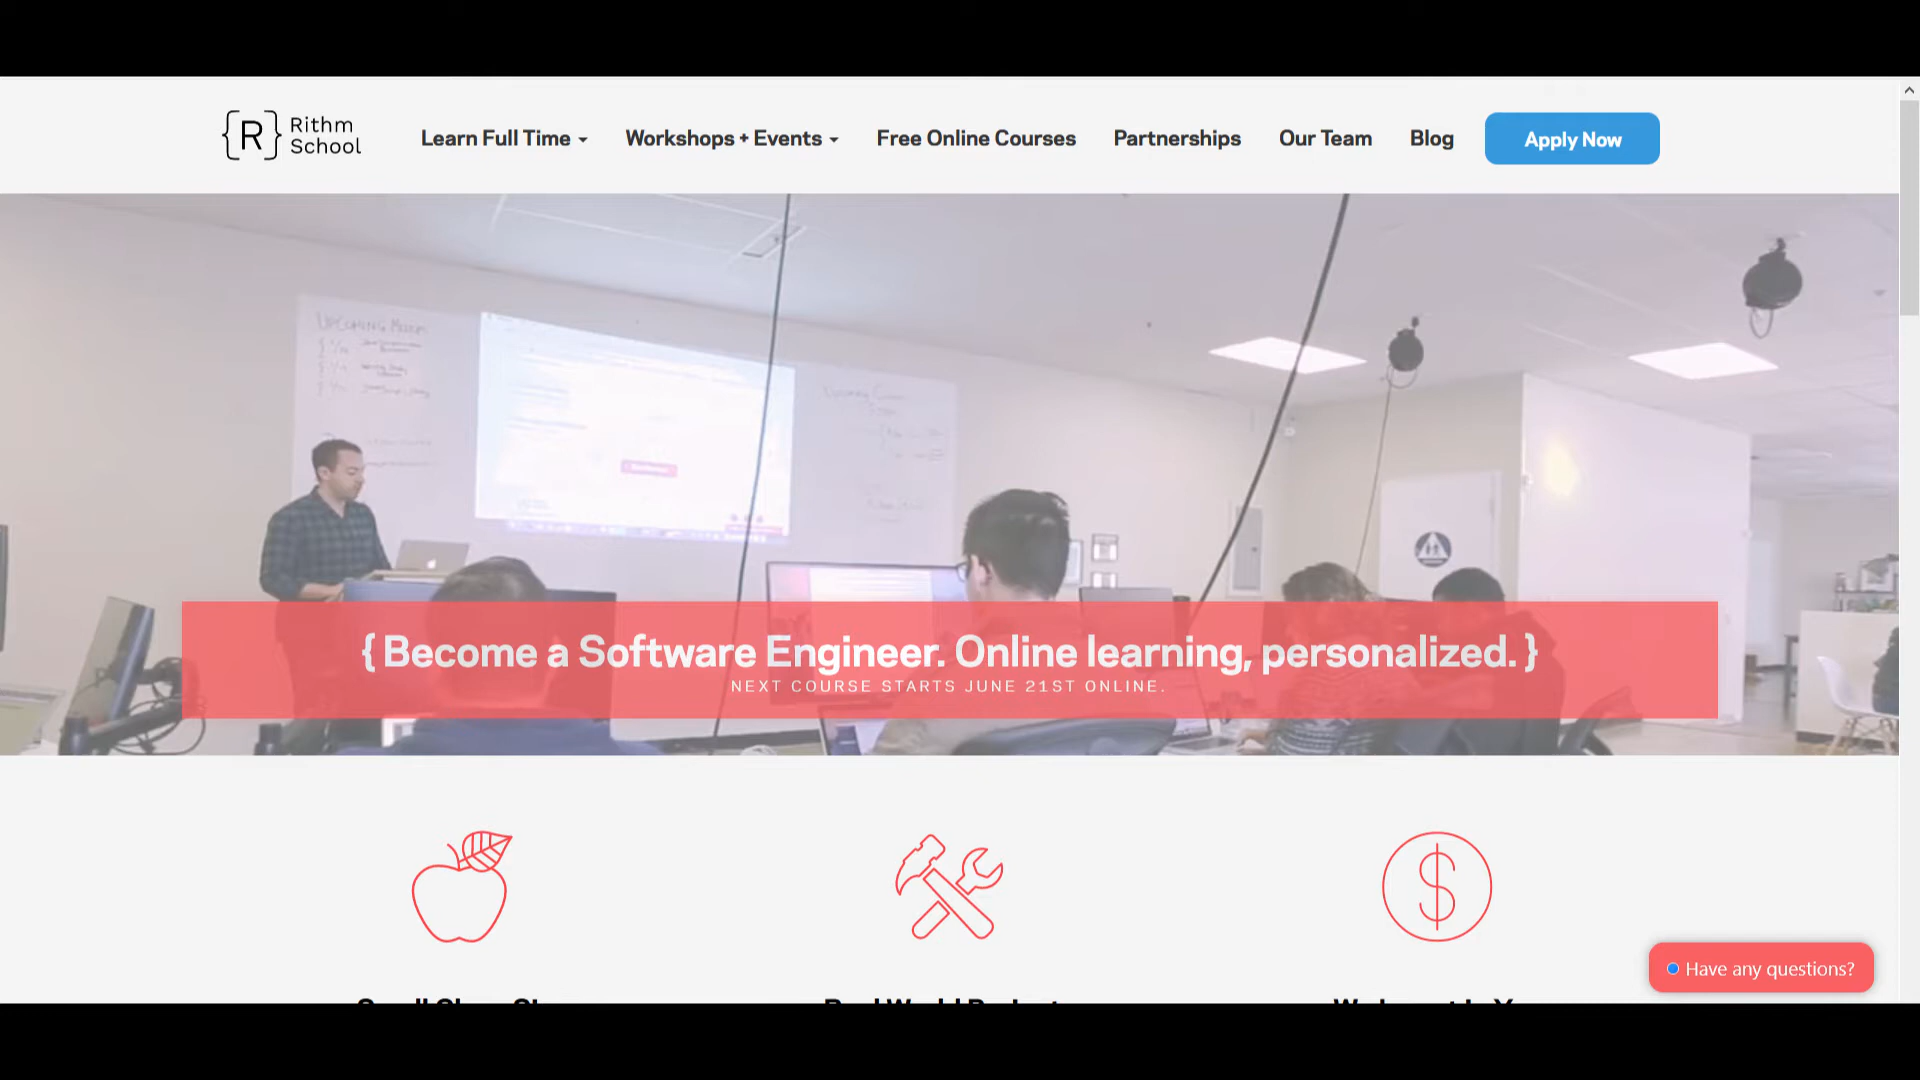 {R} Rithm School
Learn Full Time
Workshops + Events
Free Online Courses
Partnerships
Our Team
Blog
Apply Now
UPCOMING
{ Become a Software Engineer. Online learning, personalized. }
NEXT COURSE STARTS JUNE 21ST ONLINE.
Have any questions?